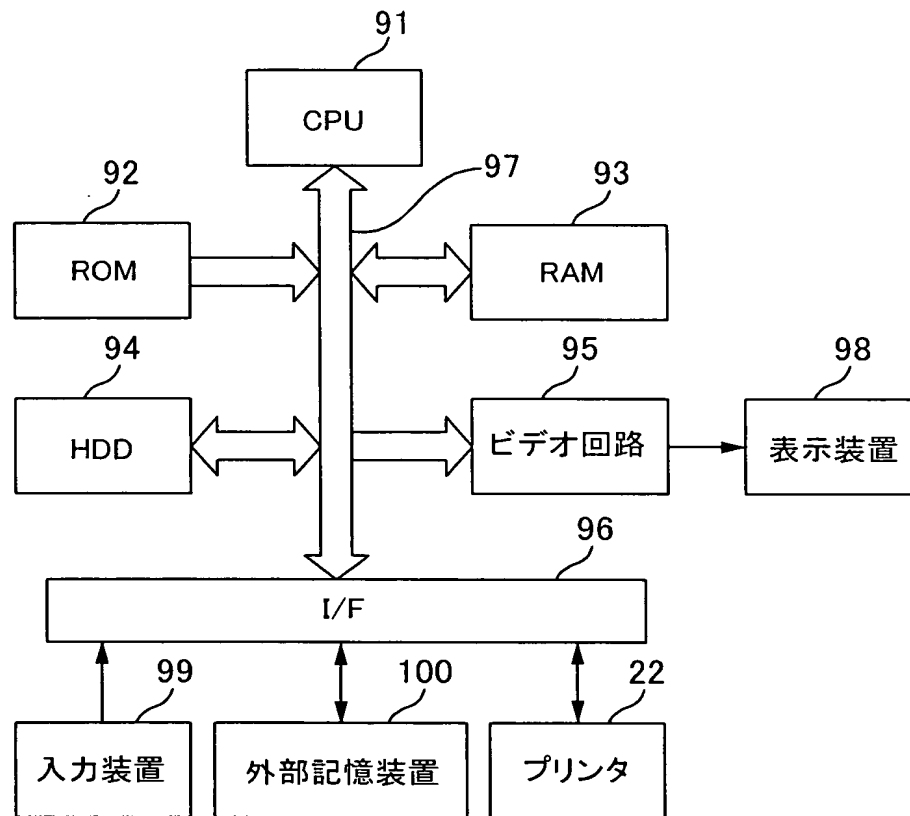 91
CPU
97
92
ROM
93
RAM
94
HDD
95
ビデオ回路
98
表示装置
96
I/F
99
入力装置
100
外部記憶装置
22
プリンタ